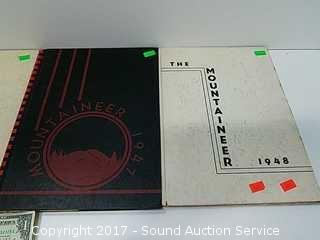 MOUNTAINEER 1947
THE
MOUNTAINEER
1948
Copyright 2017 - Sound Auction Service